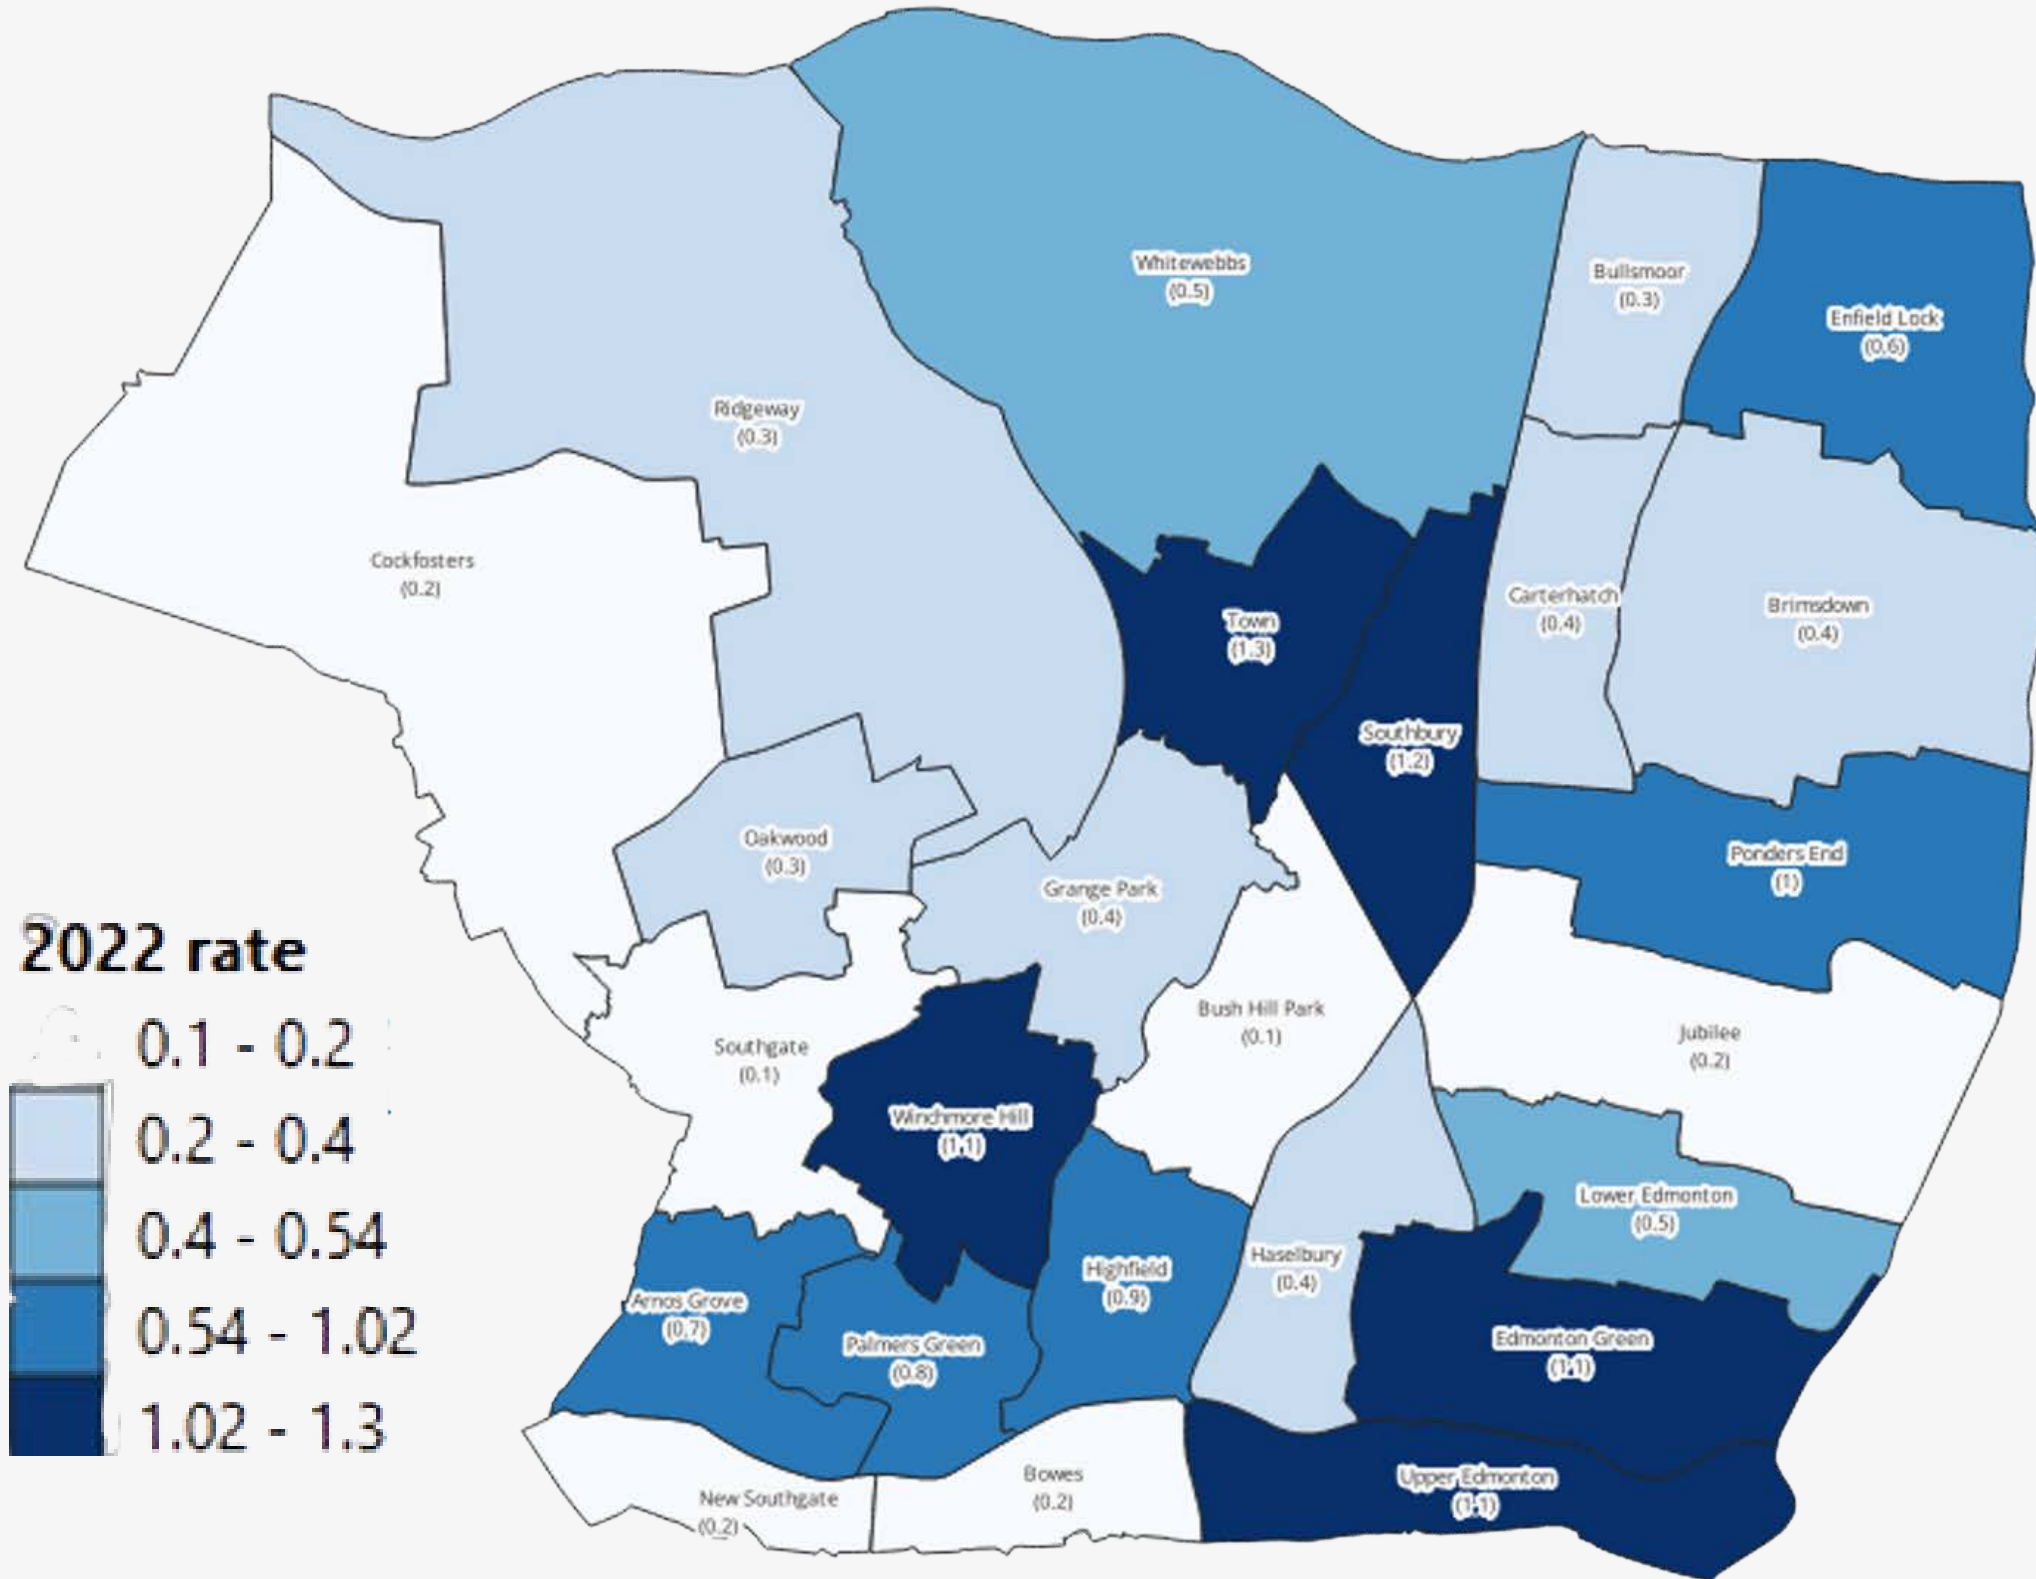 Whitewebbs
(0.5)
Bullsmoor
(0.3)
Enfield Lock
(0.6)
Ridgeway
(0.3)
Cockfosters
(0.2)
Town
(1.3)
Carterhatch
(0.4)
Brimsdown
(0.4)
Southbury
(1.2)
Oakwood
(0.3)
Grange Park
(0.4)
Ponders End
(1)
Bush Hill Park
(0.1)
Jubilee
(0.2)
Southgate
(0.1)
Winchmore Hill
(1.1)
Lower Edmonton
(0.5)
Highfield
(0.9)
Haselbury
(0.4)
Arnos Grove
(0.7)
Palmers Green
(0.8)
Edmonton Green
(1.1)
Upper Edmonton
(1.1)
Bowes
(0.2)
New Southgate
(0.2)
2022 rate
0.1 - 0.2
0.2 - 0.4
0.4 - 0.54
0.54 - 1.02
1.02 - 1.3